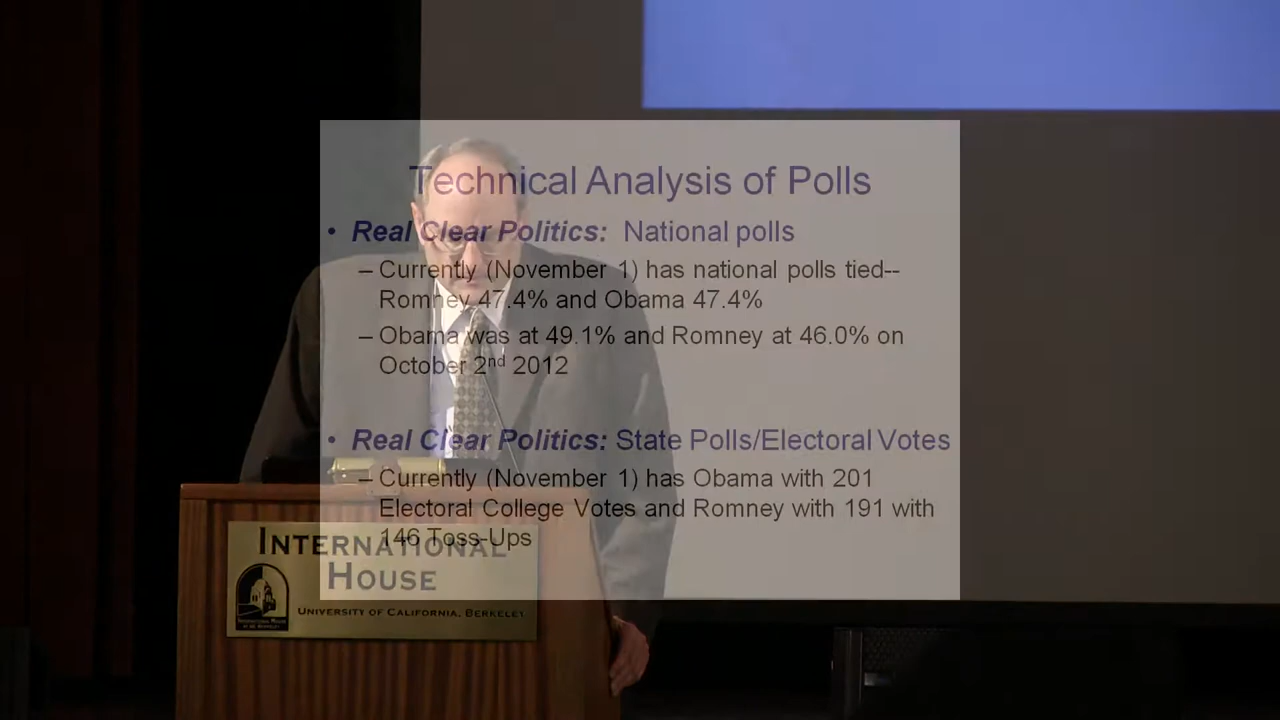 Technical Analysis of Polls
• Real Clear Politics: National polls
– Currently (November 1) has national polls tied--
Romney 47.4% and Obama 47.4%
– Obama was at 49.1% and Romney at 46.0% on
October 2nd 2012
• Real Clear Politics: State Polls/Electoral Votes
– Currently (November 1) has Obama with 201
Electoral College Votes and Romney with 191 with
146 Toss-Ups
INTERNATIONAL
HOUSE
UNIVERSITY OF CALIFORNIA, BERKELEY